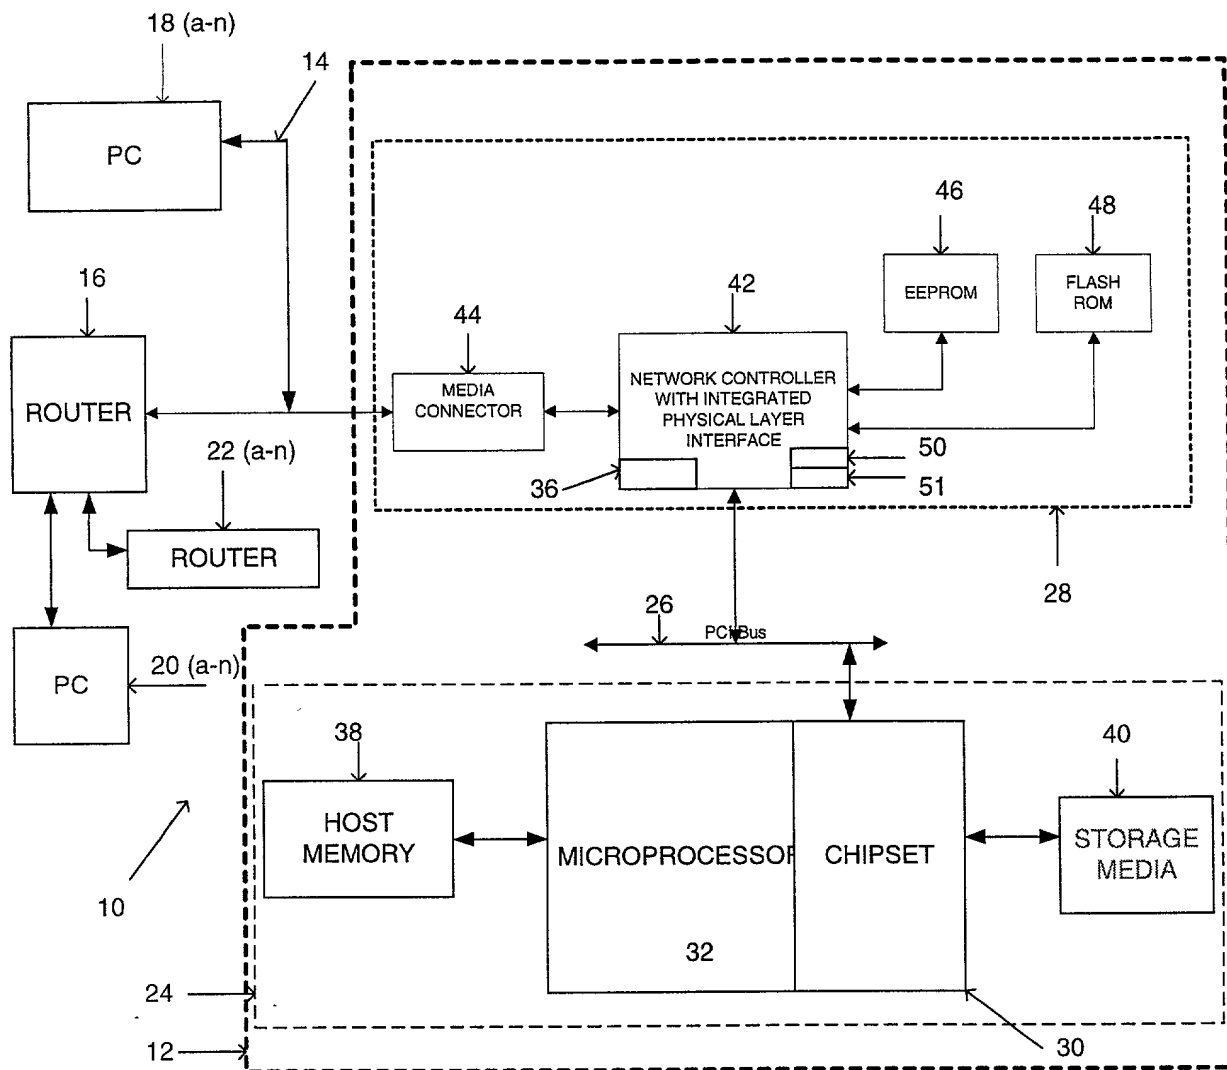 18 (a-n)
14
PC
46
48
16
42
EEPROM
FLASH
ROM
44
ROUTER
MEDIA
CONNECTOR
NETWORK CONTROLLER
WITH INTEGRATED
PHYSICAL LAYER
INTERFACE
22 (a-n)
50
36
51
ROUTER
28
26
PCI Bus
PC
20 (a-n)
38
40
HOST
MEMORY
MICROPROCESSOR
CHIPSET
STORAGE
MEDIA
10
32
24
12
30